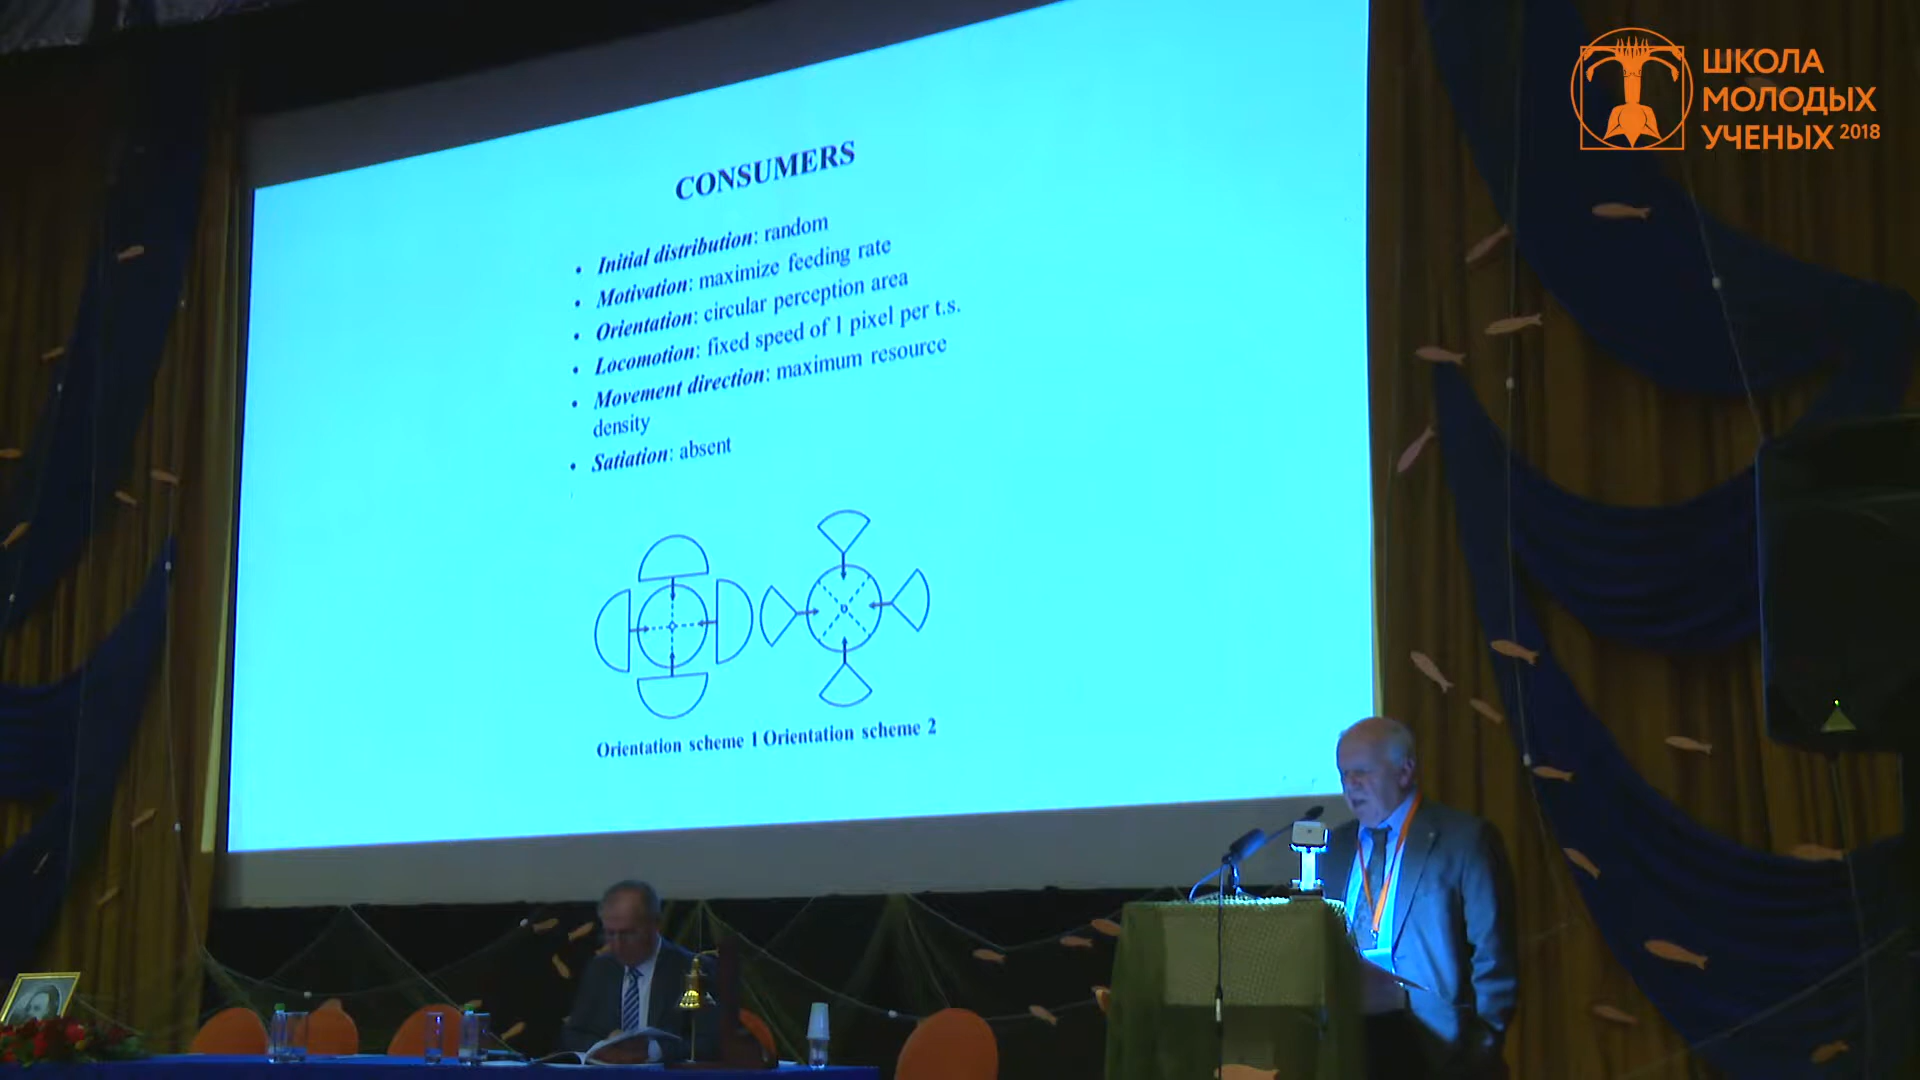 CONSUMERS
• Initial distribution: random
• Motivation: maximize feeding rate
• Orientation: circular perception area
• Locomotion: fixed speed of 1 pixel per t.s.
• Movement direction: maximum resource
density
• Satiation: absent
Orientation scheme 1 Orientation scheme 2
ШКОЛА
МОЛОДЫХ
УЧЕНЫХ 2018